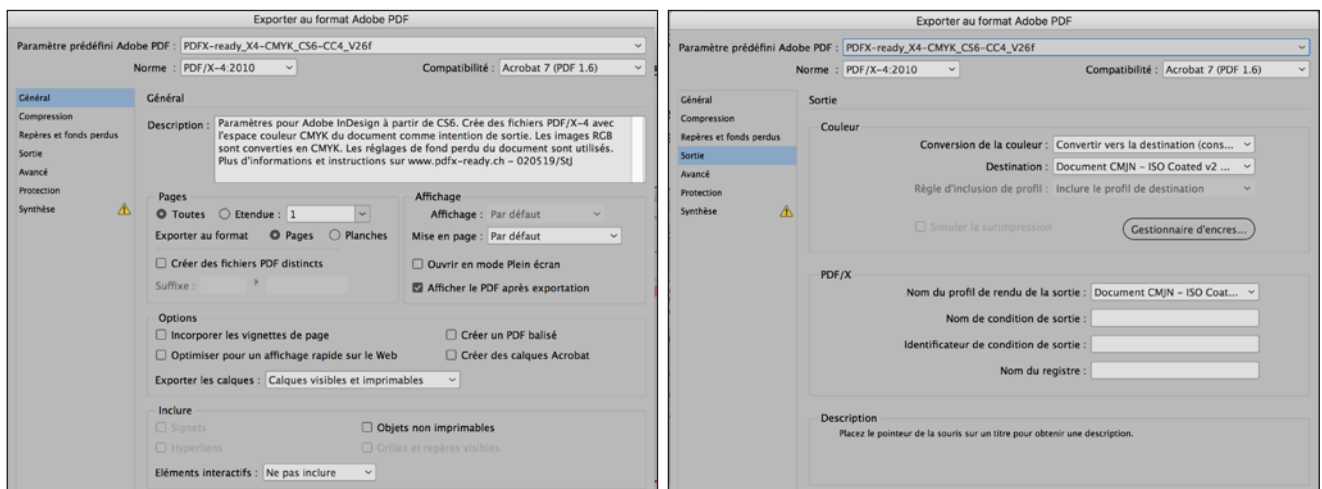 Exporter au format Adobe PDF
Paramètre prédéfini Adobe PDF : PDFX-ready_X4-CMYK_CS6-CC4_V26f
Norme : PDF/X-4:2010 Compatibilité : Acrobat 7 (PDF 1.6)
Général
Compression
Repères et fonds perdus
Sortie
Avancé
Protection
Synthèse
Général
Description : Paramètres pour Adobe InDesign à partir de CS6. Crée des fichiers PDF/X-4 avec
l'espace couleur CMYK du document comme intention de sortie. Les images RGB
sont converties en CMYK. Les réglages de fond perdu du document sont utilisés.
Plus d'informations et instructions sur www.pdfx-ready.ch – 020519/StJ
Pages
Toutes Etendue : 1
Exporter au format Pages Planches
Créer des fichiers PDF distincts
Suffixe :
Affichage
Affichage : Par défaut
Mise en page : Par défaut
Ouvrir en mode Plein écran
Afficher le PDF après exportation
Options
Incorporer les vignettes de page Créer un PDF balisé
Optimiser pour un affichage rapide sur le Web Créer des calques Acrobat
Exporter les calques : Calques visibles et imprimables
Inclure
Signets Objets non imprimables
Hyperliens Grilles et repères visibles
Eléments interactifs : Ne pas inclure
Exporter au format Adobe PDF
Paramètre prédéfini Adobe PDF : PDFX-ready_X4-CMYK_CS6-CC4_V26f
Norme : PDF/X-4:2010 Compatibilité : Acrobat 7 (PDF 1.6)
Général
Compression
Repères et fonds perdus
Sortie
Avancé
Protection
Synthèse
Sortie
Couleur
Conversion de la couleur : Convertir vers la destination (cons...
Destination : Document CMJN – ISO Coated v2 ...
Règle d'inclusion de profil : Inclure le profil de destination
Simuler la surimpression Gestionnaire d'encres...
PDF/X
Nom du profil de rendu de la sortie : Document CMJN – ISO Coat...
Nom de condition de sortie :
Identificateur de condition de sortie :
Nom du registre :
Description
Placez le pointeur de la souris sur un titre pour obtenir une description.